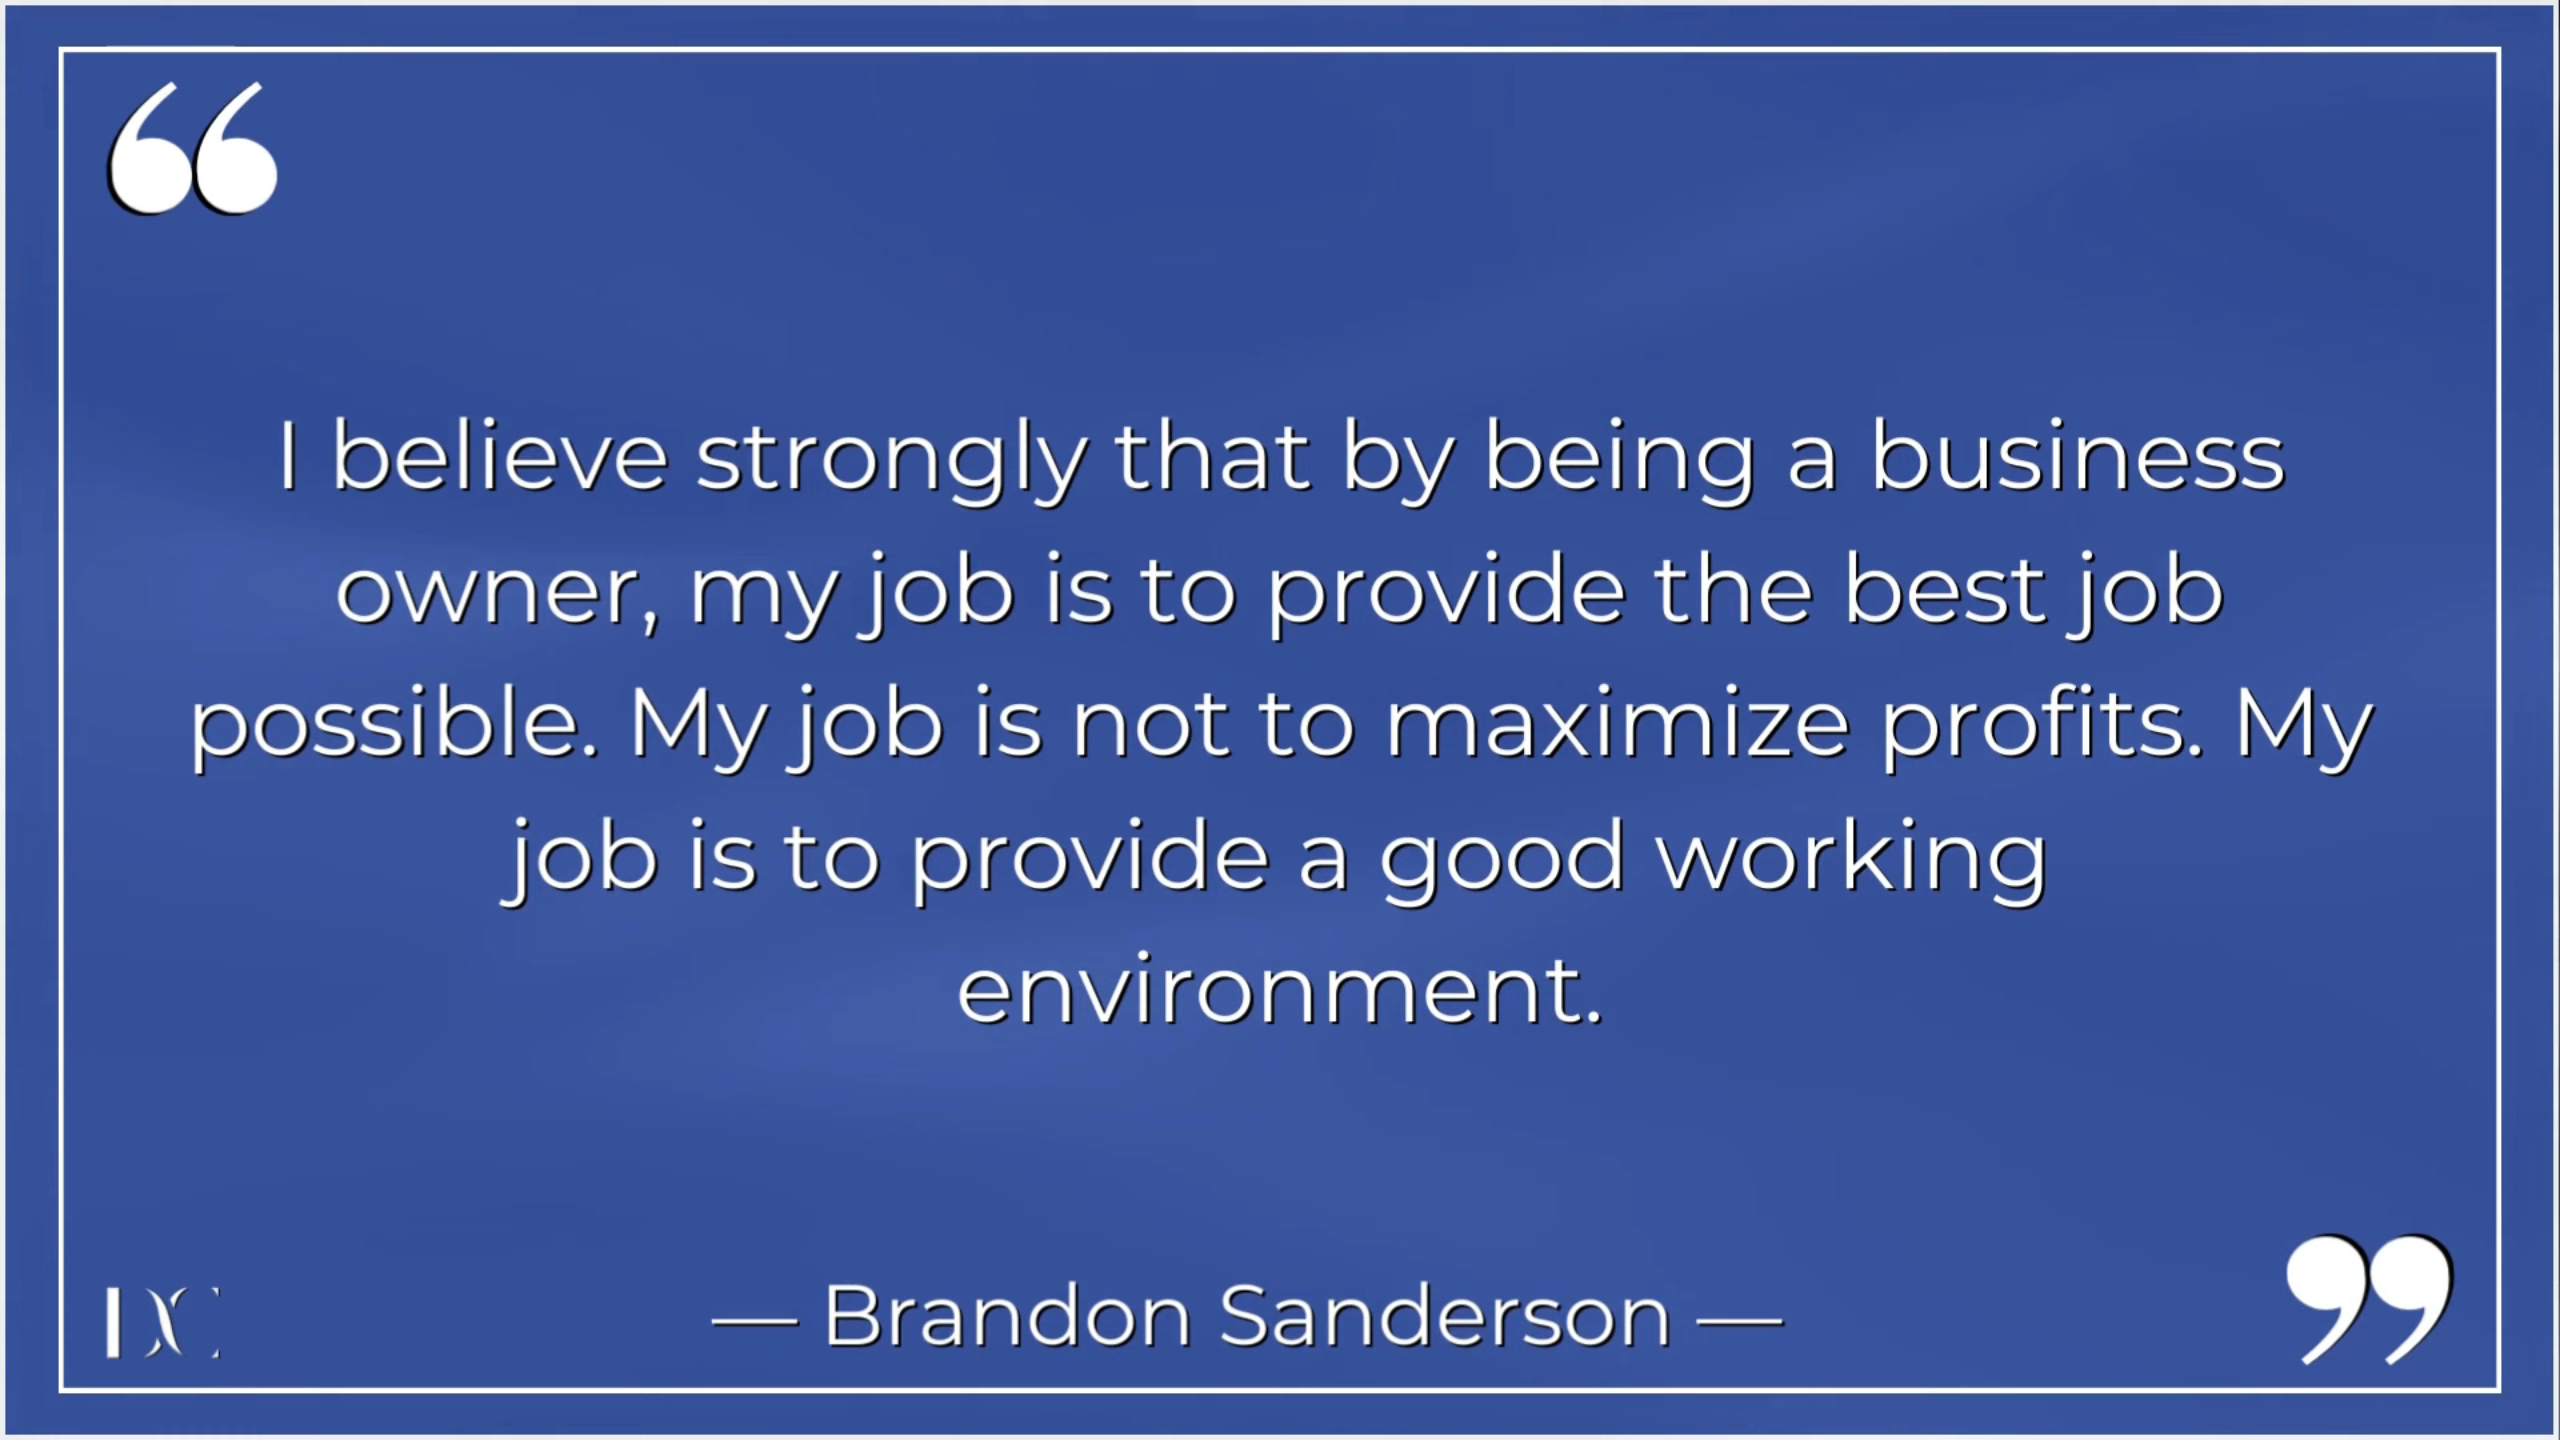 “
I believe strongly that by being a business
owner, my job is to provide the best job
possible. My job is not to maximize profits. My
job is to provide a good working
environment.
— Brandon Sanderson —
”